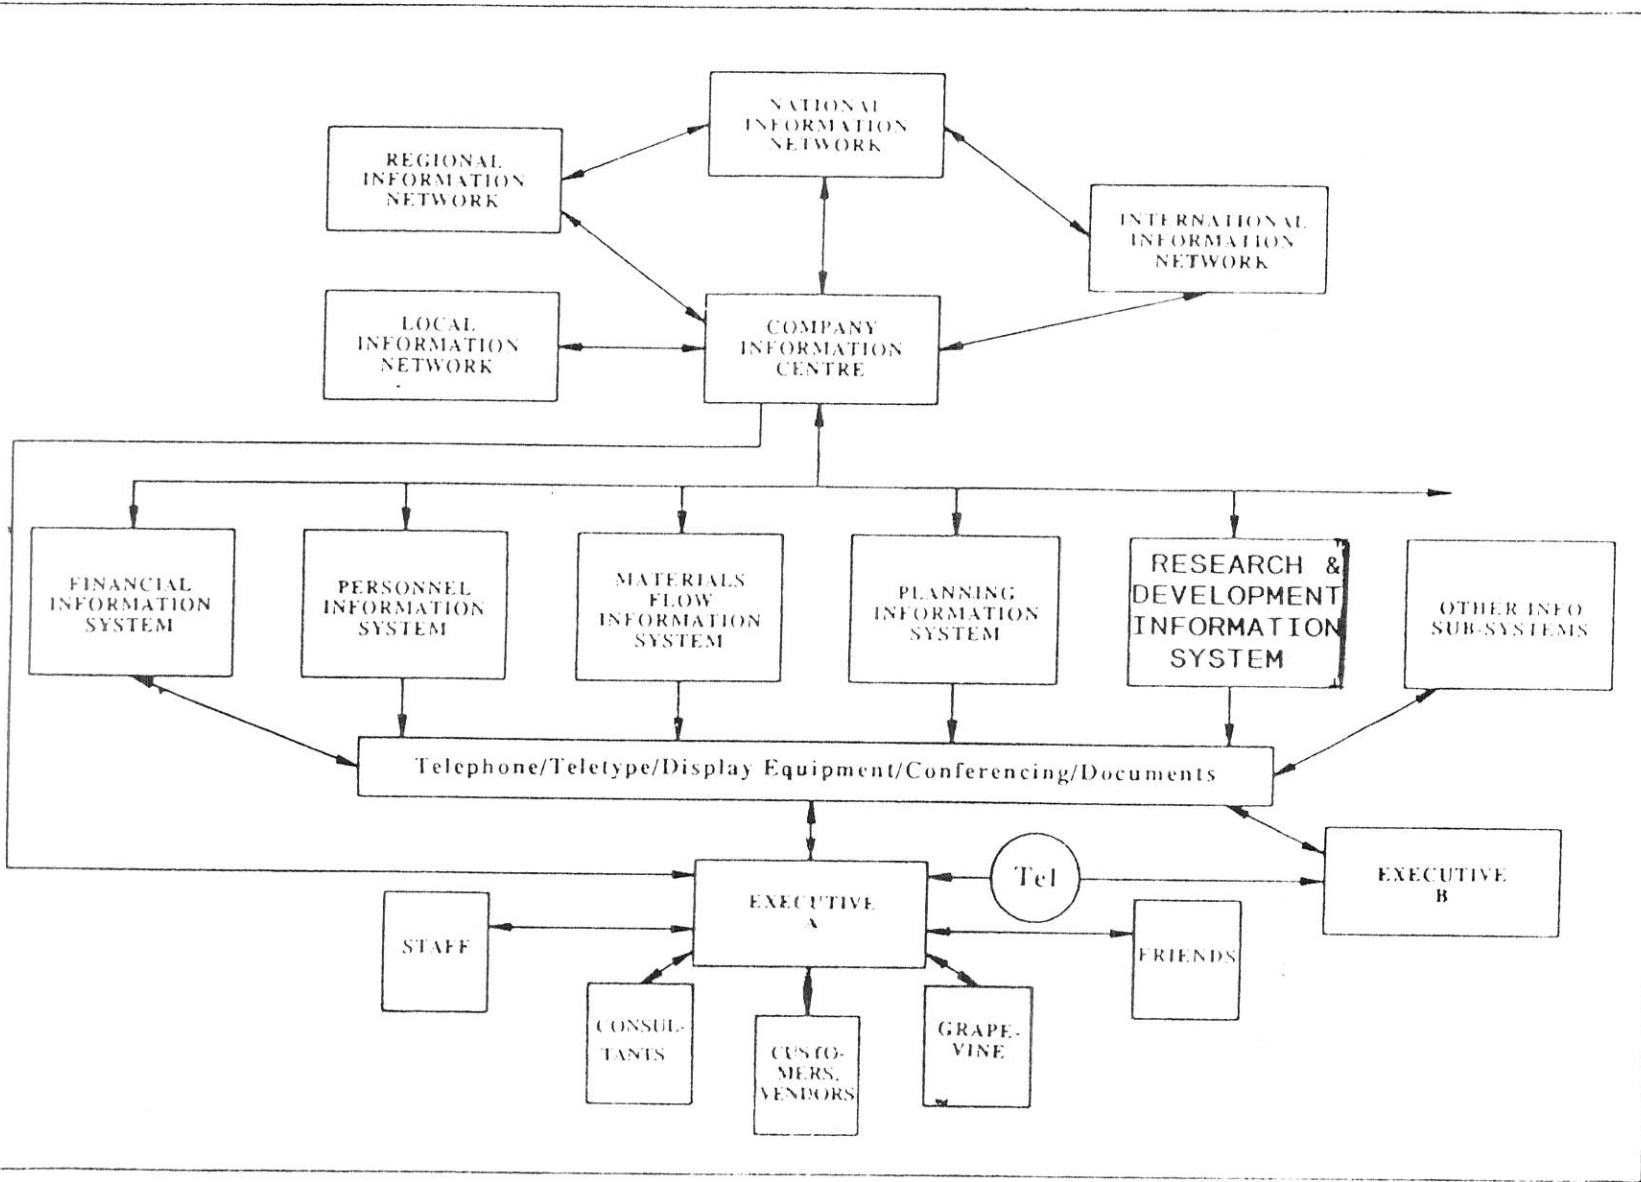 NATIONAL
INFORMATION
NETWORK
REGIONAL
INFORMATION
NETWORK
INTERNATIONAL
INFORMATION
NETWORK
LOCAL
INFORMATION
NETWORK
COMPANY
INFORMATION
CENTRE
FINANCIAL
INFORMATION
SYSTEM
PERSONNEL
INFORMATION
SYSTEM
MATERIALS
FLOW
INFORMATION
SYSTEM
PLANNING
INFORMATION
SYSTEM
RESEARCH &
DEVELOPMENT
INFORMATION
SYSTEM
OTHER INFO
SUB-SYSTEMS
Telephone/Teletype/Display Equipment/Conferencing/Documents
EXECUTIVE
A
Tel
EXECUTIVE
B
STAFF
CONSUL-
TANTS
CUSTO-
MERS,
VENDORS
GRAPE-
VINE
FRIENDS